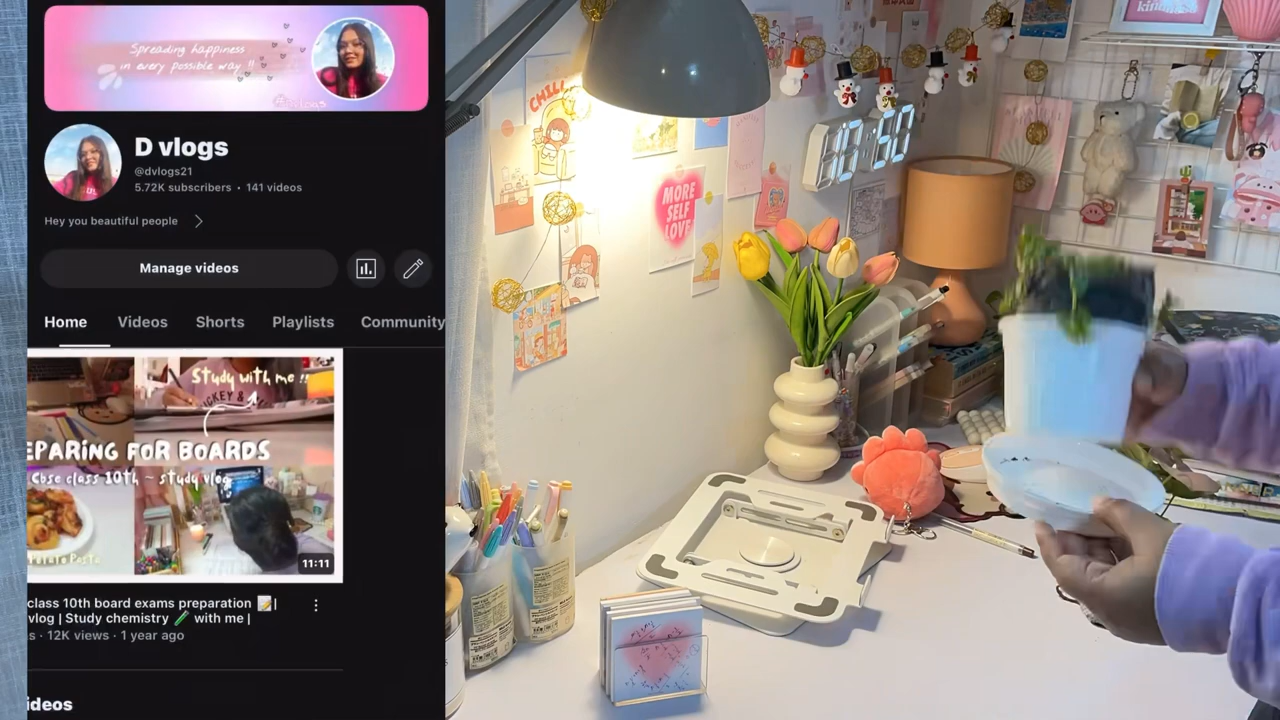 Spreading happiness
in every possible way !!
D vlogs
@dvlogs21
5.72K subscribers • 141 videos
Hey you beautiful people
Manage videos
Home Videos Shorts Playlists Community
Study with me !!
EPARING FOR BOARDS
Cbse class 10th ~ study vlog
11:11
class 10th board exams preparation
vlog | Study chemistry with me |
s • 12K views • 1 year ago
ideos
CHILL
MORE
SELF
LOVE